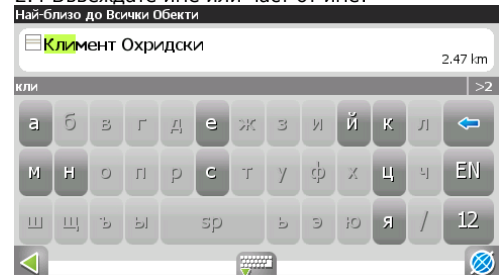 Най-близо до Всички Обекти
Климент Охридски
2.47 km
кли >2
а б в г д е ж з и й к л
м н о п р с т у ф х ц ч EN
ш щ ъ ы sp ь э ю я / 12